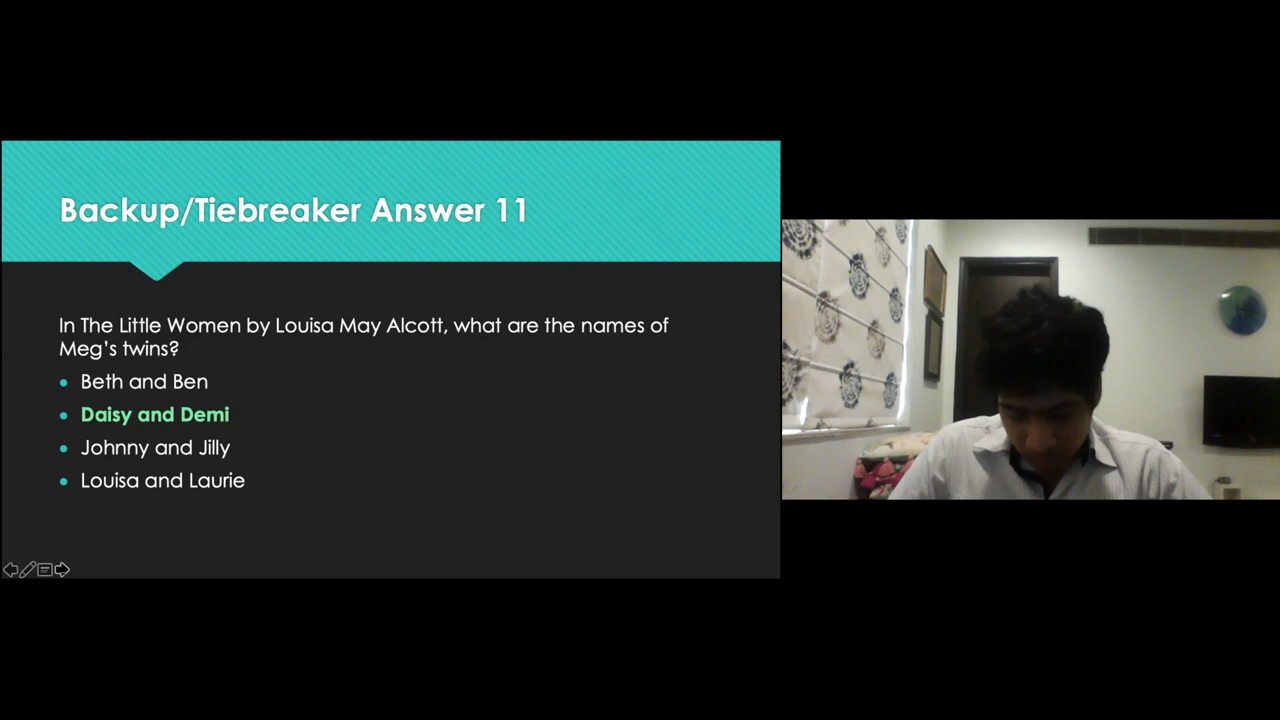 Backup/Tiebreaker Answer 11
In The Little Women by Louisa May Alcott, what are the names of
Meg's twins?
Beth and Ben
Daisy and Demi
Johnny and Jilly
Louisa and Laurie